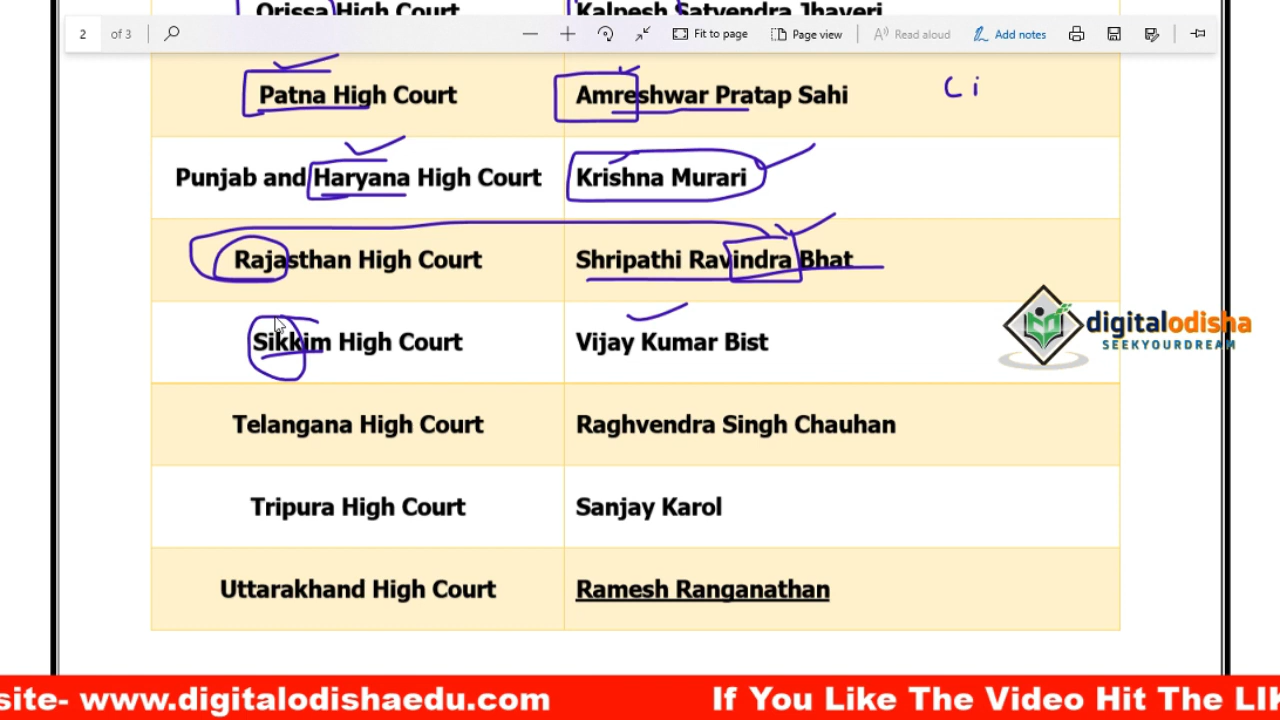 Orissa High Court Kalpesh Satyendra Jhaveri
2 of 3 Fit to page Page view Read aloud Add notes
Patna High Court Amreshwar Pratap Sahi Ci
Punjab and Haryana High Court Krishna Murari
Rajasthan High Court Shripathi Ravindra Bhat
Sikkim High Court Vijay Kumar Bist
digitalodisha
SEEKYOURDREAM
Telangana High Court Raghvendra Singh Chauhan
Tripura High Court Sanjay Karol
Uttarakhand High Court Ramesh Ranganathan
site- www.digitalodishaedu.com If You Like The Video Hit The LIK